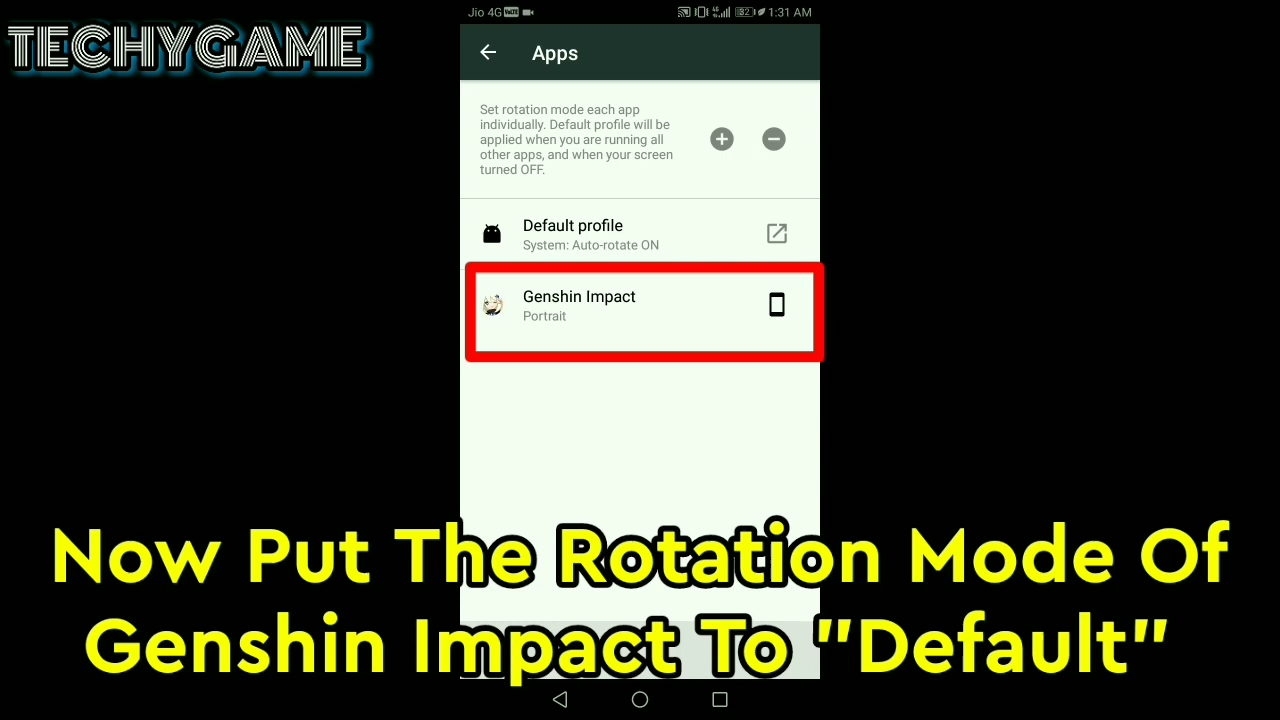 TECHYGAME
Jio 4G VoLTE 82 1:31 AM
Apps
Set rotation mode each app
individually. Default profile will be
applied when you are running all
other apps, and when your screen
turned OFF.
Default profile
System: Auto-rotate ON
Genshin Impact
Portrait
Now Put The Rotation Mode Of
Genshin Impact To "Default"